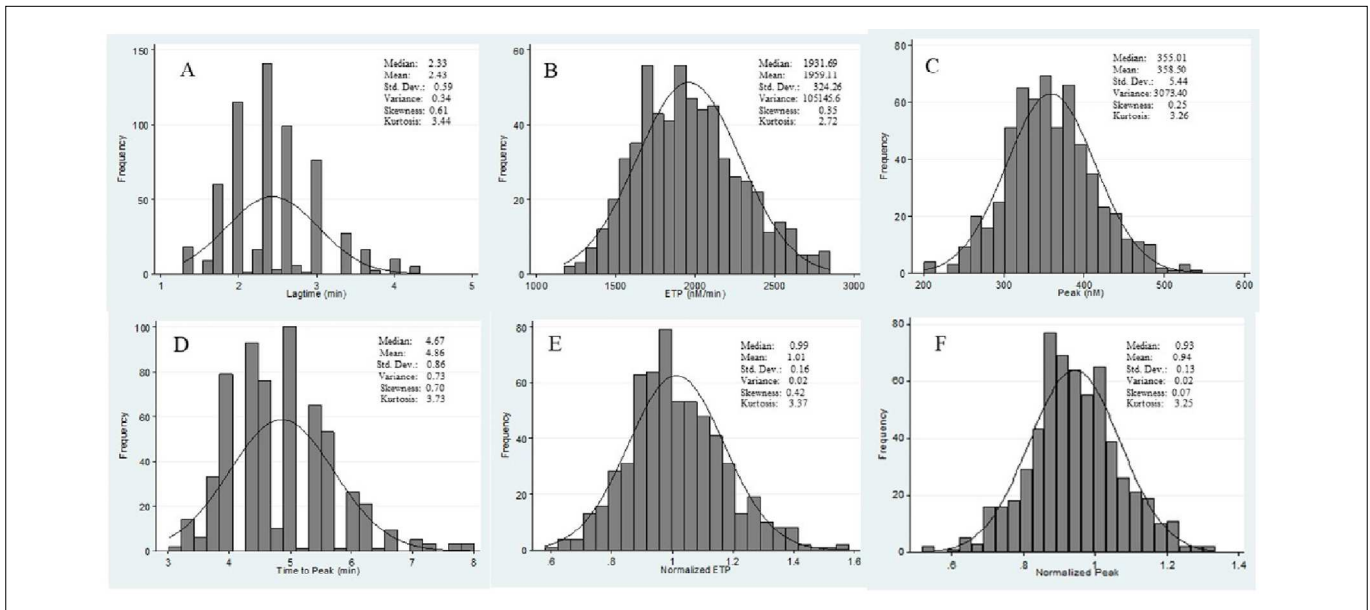 A
Median: 2.33
Mean: 2.43
Std. Dev.: 0.59
Variance: 0.34
Skewness: 0.61
Kurtosis: 3.44
Frequency
0 50 100 150
1 2 3 4 5
Lagtime (min)
B
Median: 1931.69
Mean: 1959.11
Std. Dev.: 324.26
Variance: 105145.6
Skewness: 0.35
Kurtosis: 2.72
Frequency
0 20 40 60
1000 1500 2000 2500 3000
ETP (nM/min)
C
Median: 355.01
Mean: 358.50
Std. Dev.: 5.44
Variance: 3073.40
Skewness: 0.25
Kurtosis: 3.26
Frequency
0 20 40 60 80
200 300 400 500 600
Peak (nM)
D
Median: 4.67
Mean: 4.86
Std. Dev.: 0.86
Variance: 0.73
Skewness: 0.70
Kurtosis: 3.73
Frequency
0 20 40 60 80 100
3 4 5 6 7 8
Time to Peak (min)
E
Median: 0.99
Mean: 1.01
Std. Dev.: 0.16
Variance: 0.02
Skewness: 0.42
Kurtosis: 3.37
Frequency
0 20 40 60 80
.6 .8 1 1.2 1.4 1.6
Normalized ETP
F
Median: 0.93
Mean: 0.94
Std. Dev.: 0.13
Variance: 0.02
Skewness: 0.07
Kurtosis: 3.25
Frequency
0 20 40 60 80
.4 .6 .8 1 1.2 1.4
Normalized Peak